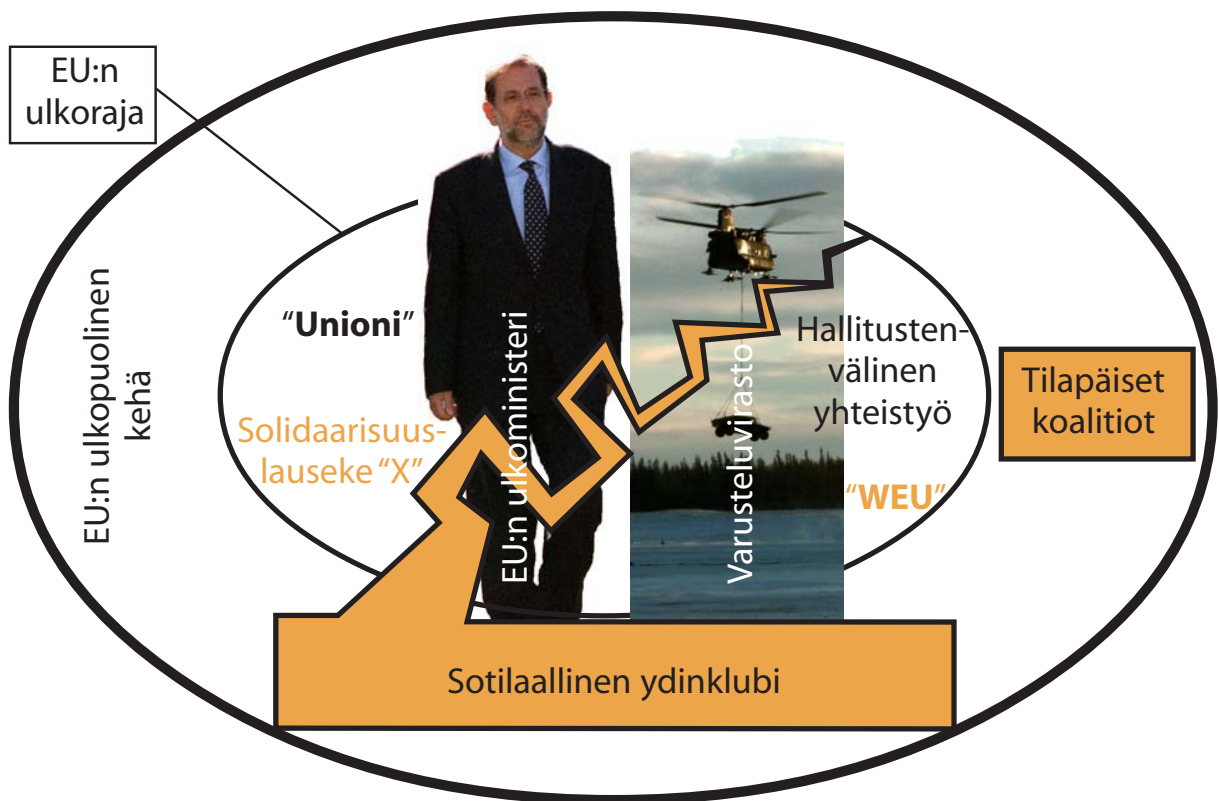 EU:n
ulkoraja
EU:n ulkopuolinen
kehä
“Unioni”
Solidaarisuus-
lauseke “X”
EU:n ulkoministeri
Varusteluvirasto
Hallitusten-
välinen
yhteistyö
“WEU”
Tilapäiset
koalitiot
Sotilaallinen ydinklubi